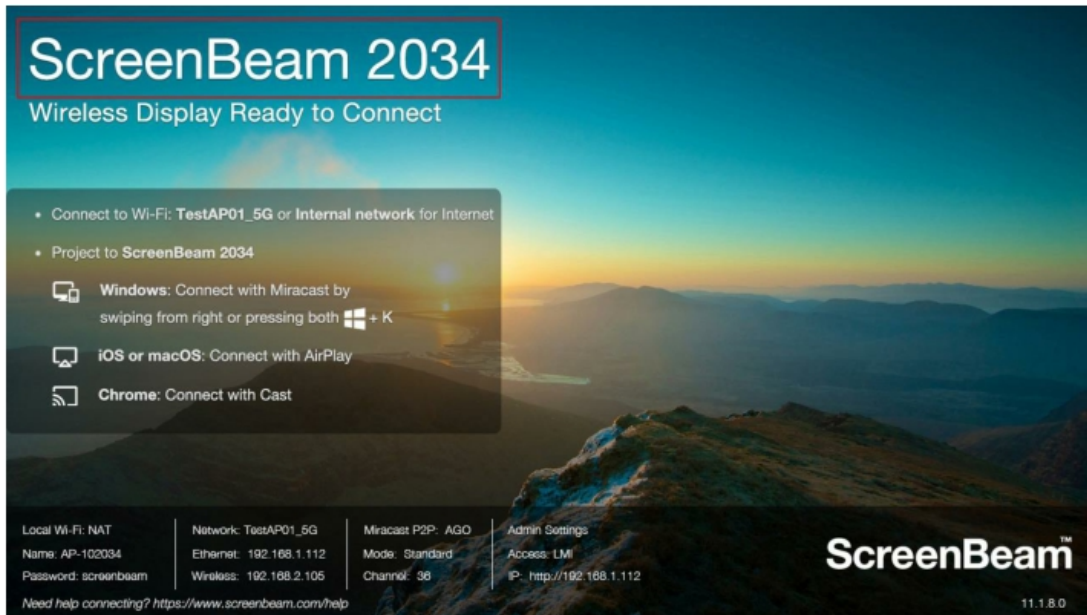 ScreenBeam 2034
Wireless Display Ready to Connect
• Connect to Wi-Fi: TestAP01_5G or Internal network for Internet
• Project to ScreenBeam 2034
Windows: Connect with Miracast by
swiping from right or pressing both + K
iOS or macOS: Connect with AirPlay
Chrome: Connect with Cast
Local Wi-Fi: NAT
Name: AP-102034
Password: screenbeam
Network: TestAP01_5G
Ethernet: 192.168.1.112
Wireless: 192.168.2.105
Miracast P2P: AGO
Mode: Standard
Channel: 36
Admin Settings
Access: LMI
IP: http://192.168.1.112
ScreenBeam™
Need help connecting? https://www.screenbeam.com/help
11.1.8.0